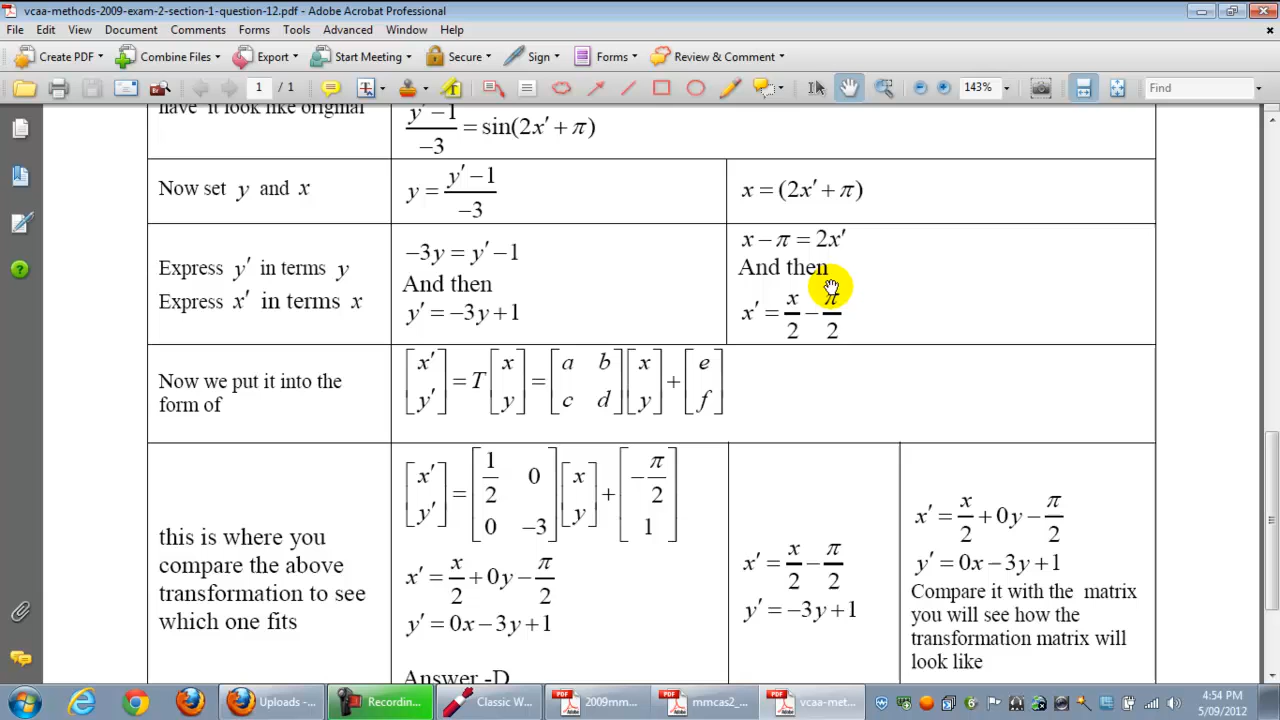 vcaa-methods-2009-exam-2-section-1-question-12.pdf - Adobe Acrobat Professional
File Edit View Document Comments Forms Tools Advanced Window Help
Create PDF Combine Files Export Start Meeting Secure Sign Forms Review & Comment
1 / 1 143% Find
have it look like original
y′ −1 / −3 = sin(2x′ + π)
Now set y and x
y = y′ −1 / −3
x = (2x′ + π)
Express y′ in terms y
Express x′ in terms x
−3y = y′ −1
And then
y′ = −3y +1
x − π = 2x′
And then
x′ = x/2 − π/2
Now we put it into the
form of
[x′ y′] = T [x y] = [a b c d] [x y] + [e f]
this is where you
compare the above
transformation to see
which one fits
[x′ y′] = [1/2 0 0 −3] [x y] + [−π/2 1]
x′ = x/2 + 0y − π/2
y′ = 0x − 3y +1
Answer -D
x′ = x/2 − π/2
y′ = −3y +1
x′ = x/2 + 0y − π/2
y′ = 0x − 3y +1
Compare it with the matrix
you will see how the
transformation matrix will
look like
Uploads -... Recordin... Classic W... 2009mm... mmcas2_... vcaa-met...
4:54 PM
5/09/2012